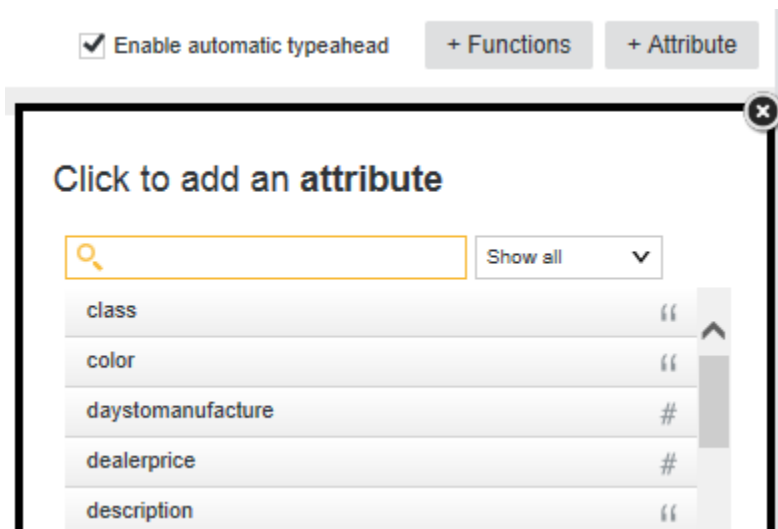 Enable automatic typeahead + Functions + Attribute
Click to add an attribute
Show all
class “
color “
daystomanufacture #
dealerprice #
description “